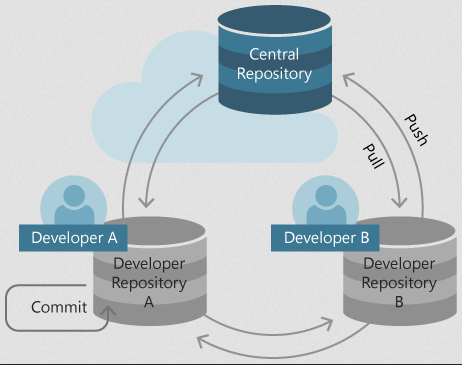 Central
Repository
Push
Pull
Developer A
Developer
Repository
A
Developer B
Developer
Repository
B
Commit